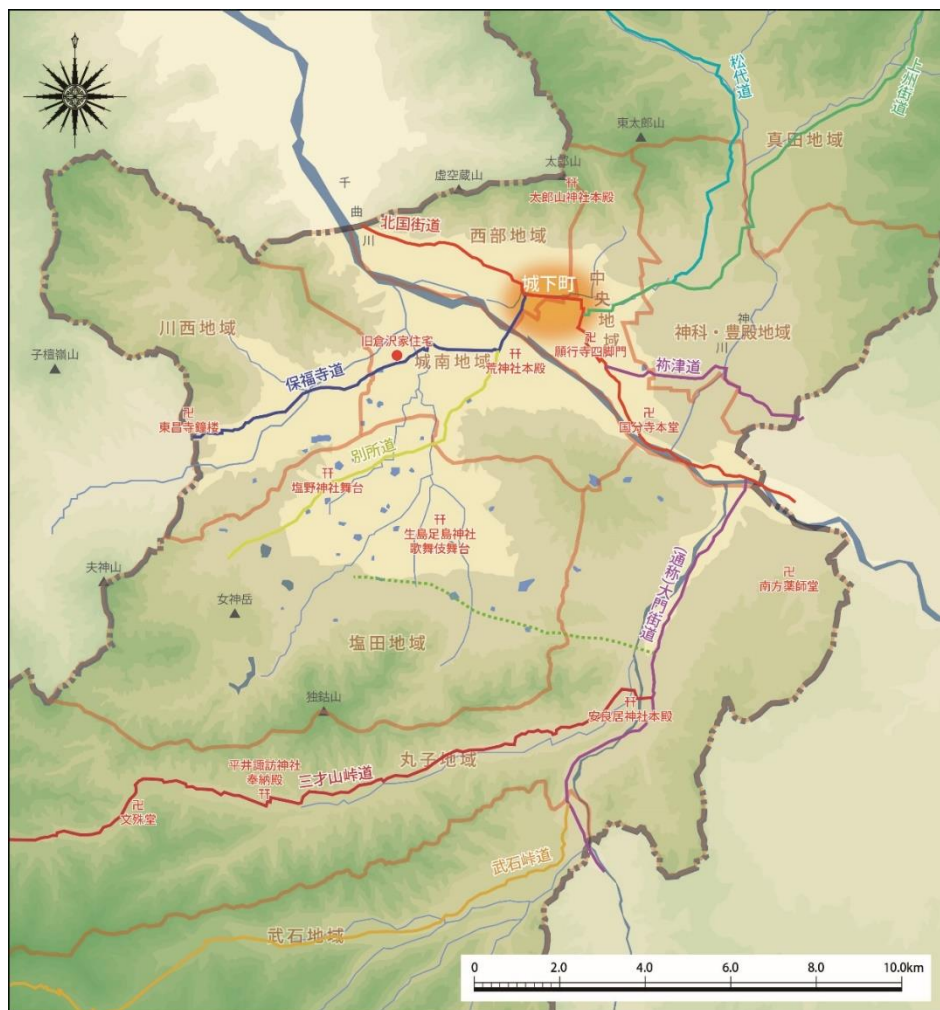 松代道
上州街道
真田地域
東太郎山
太郎山
太郎山神社本殿
虚空蔵山
千曲川
北国街道
西部地域
城下町
中央地域
神科・豊殿地域
神川
川西地域
旧倉沢家住宅
城南地域
荒神社本殿
願行寺四脚門
祢津道
子檀嶺山
保福寺道
東昌寺鐘楼
国分寺本堂
別所道
塩野神社舞台
生島足島神社
歌舞伎舞台
夫神山
女神岳
(通称)大門街道
南方薬師堂
塩田地域
独鈷山
安良居神社本殿
丸子地域
平井諏訪神社
奉納殿
三才山峠道
文殊堂
武石峠道
武石地域
0 2.0 4.0 6.0 8.0 10.0km